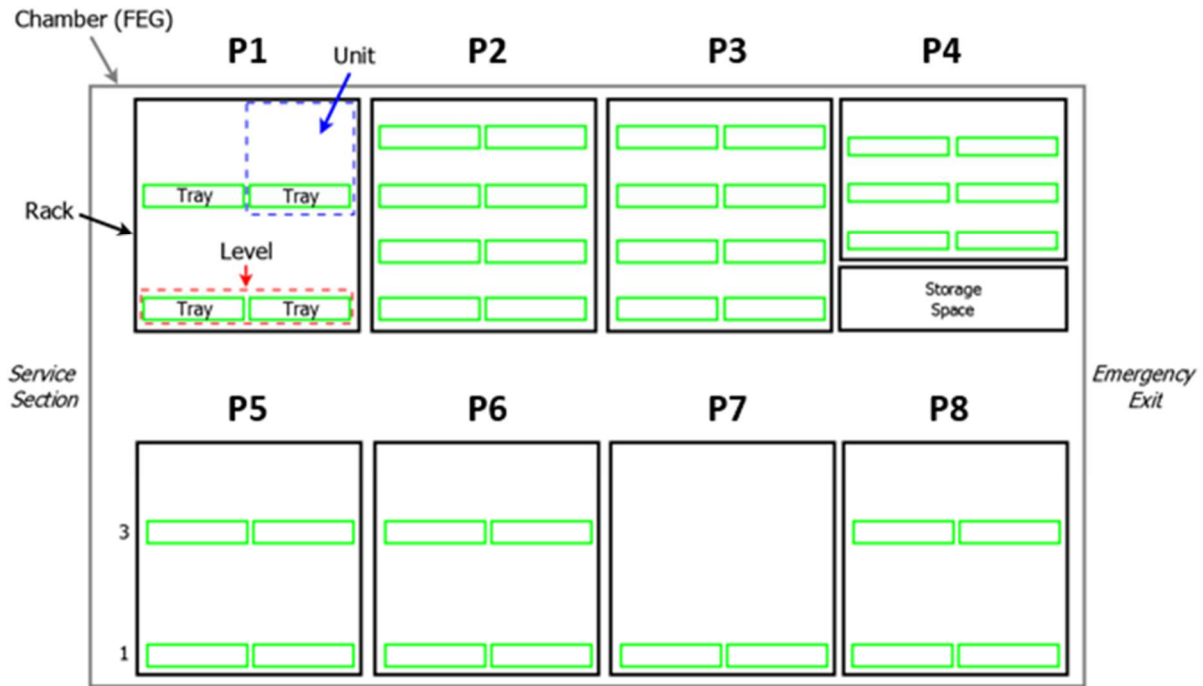 Chamber (FEG)
P1
P2
P3
P4
Unit
Tray
Tray
Rack
Level
Tray
Tray
Storage
Space
Service
Section
Emergency
Exit
P5
P6
P7
P8
3
1